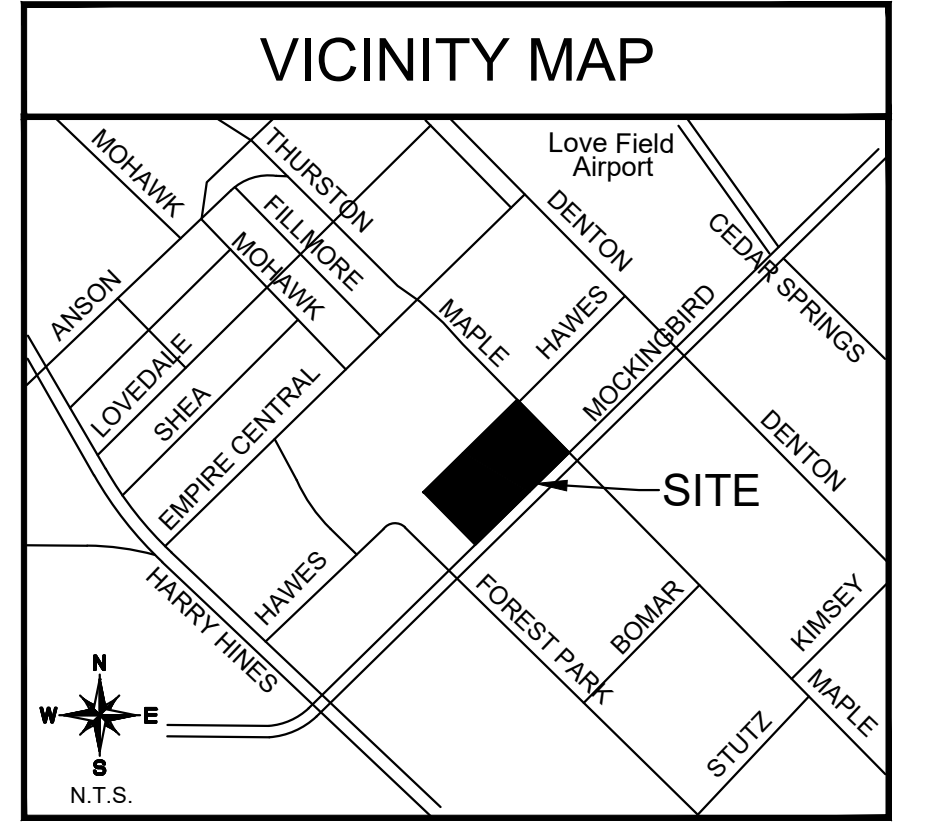 VICINITY MAP
MOHAWK
THURSTON
Love Field
Airport
FILLMORE
DENTON
CEDAR SPRINGS
MOHAWK
ANSON
MAPLE
HAWES
MOCKINGBIRD
LOVEDALE
SHEA
EMPIRE CENTRAL
DENTON
SITE
HAWES
HARRY HINES
FOREST PARK
BOMAR
KIMSEY
MAPLE
STUTZ
N
W
E
S
N.T.S.